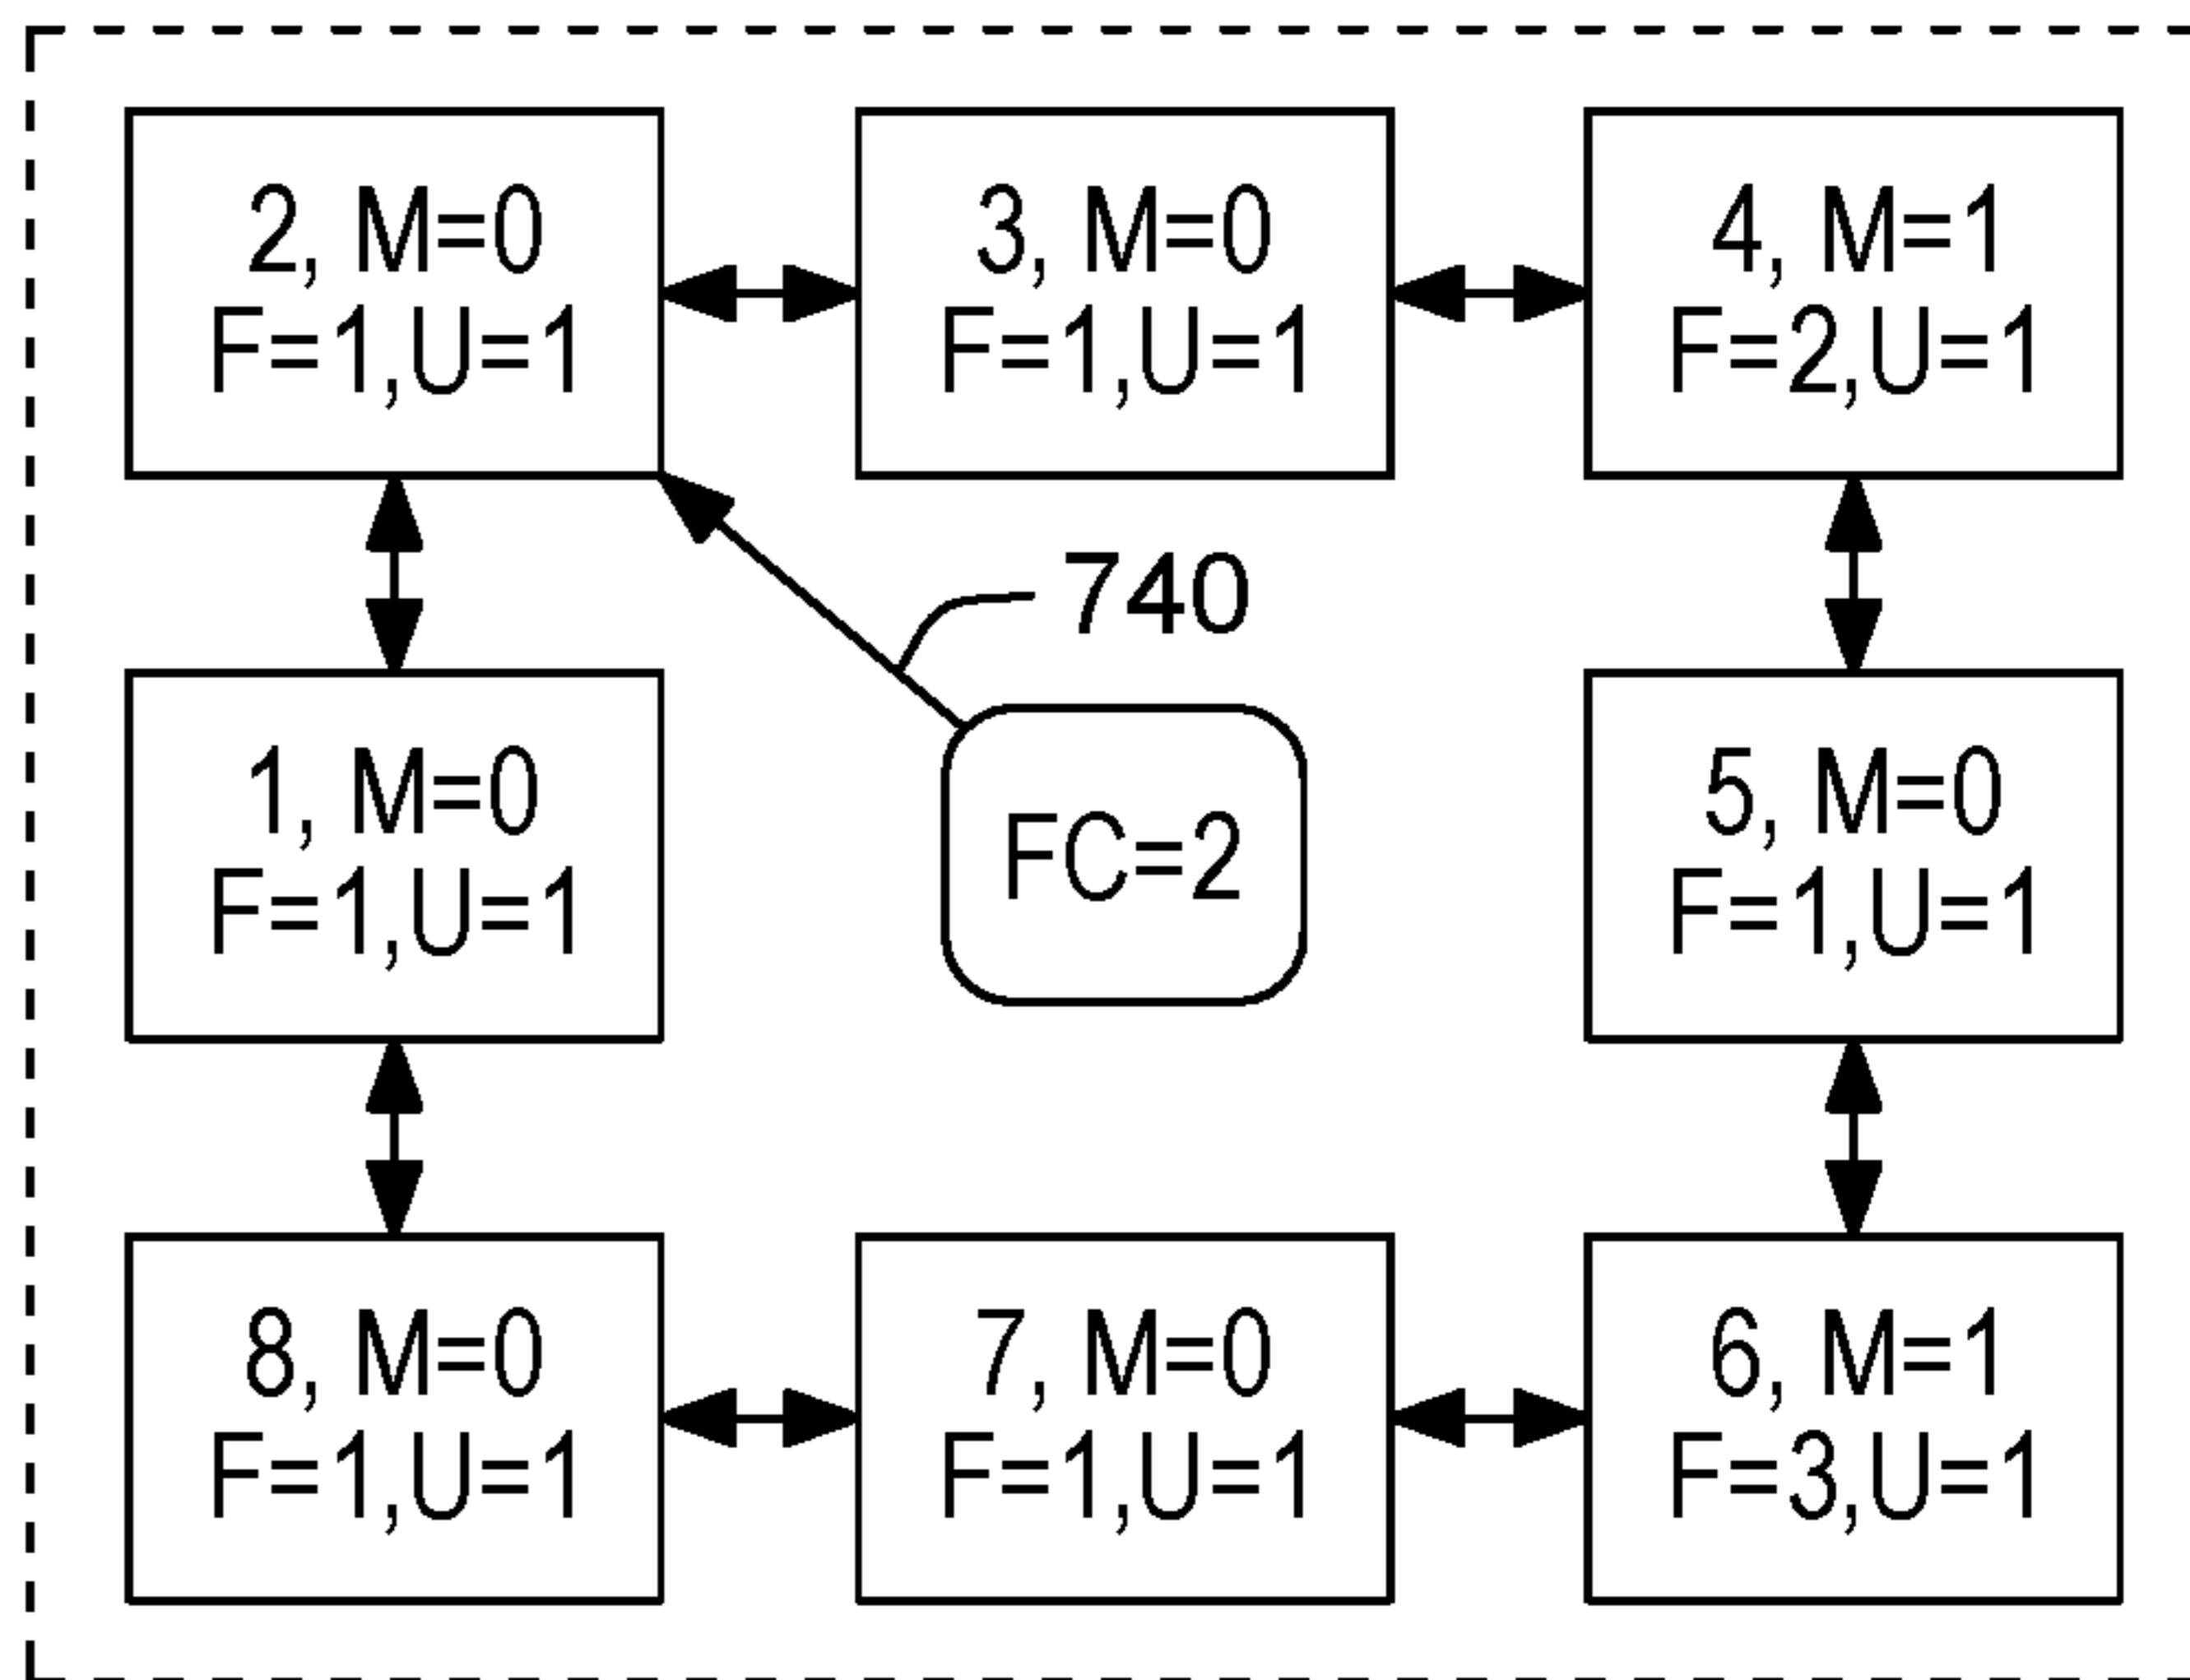 2, M=0
F=1,U=1
3, M=0
F=1,U=1
4, M=1
F=2,U=1
740
1, M=0
F=1,U=1
FC=2
5, M=0
F=1,U=1
8, M=0
F=1,U=1
7, M=0
F=1,U=1
6, M=1
F=3,U=1